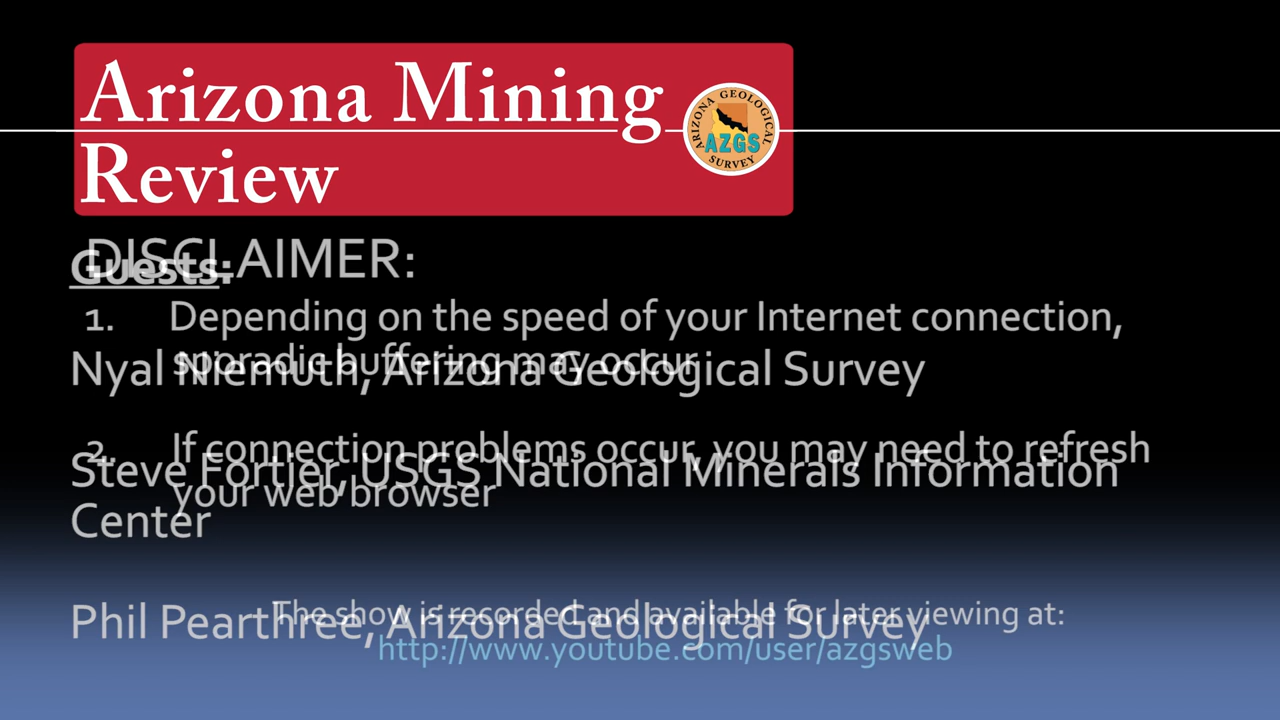 Arizona Mining
Review
ARIZONA GEOLOGICAL SURVEY
AZGS
DISCLAIMER:
Guests:
1. Depending on the speed of your Internet connection,
sporadic buffering may occur
Nyal Niemuth, Arizona Geological Survey
2. If connection problems occur, you may need to refresh
Steve Fortier, USGS National Minerals Information
your web browser
Center
The show is recorded and available for later viewing at:
Phil Pearthree, Arizona Geological Survey
http://www.youtube.com/user/azgsweb